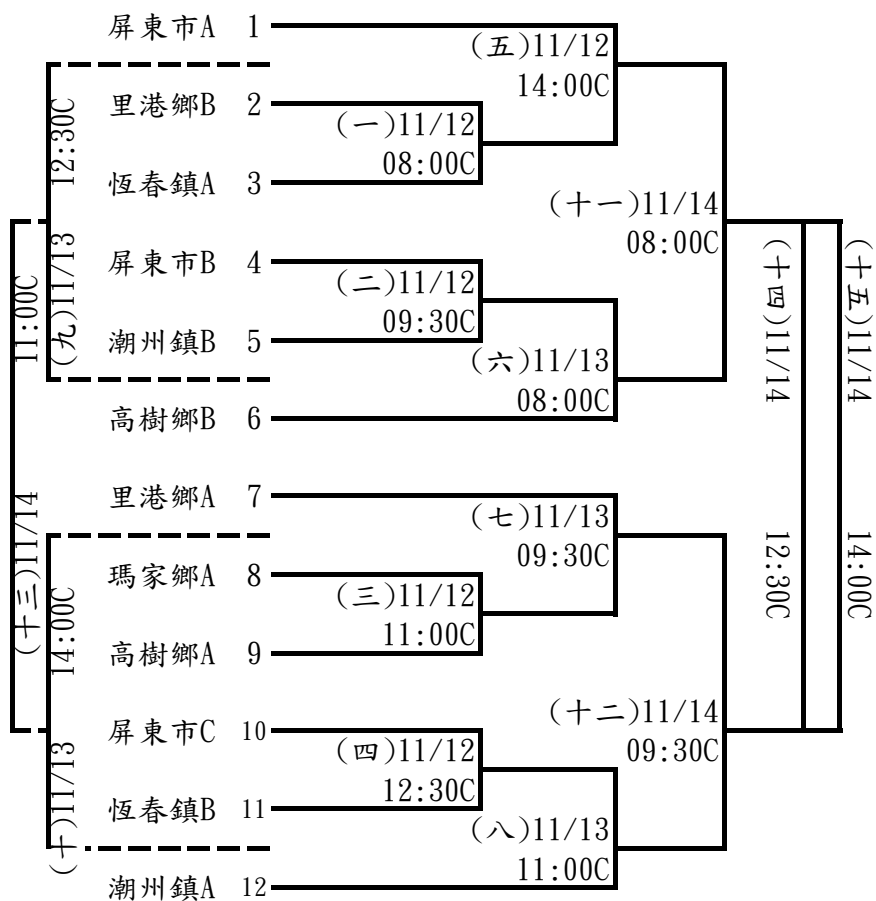 屏東市A 1
里港鄉B 2
恆春鎮A 3
屏東市B 4
潮州鎮B 5
高樹鄉B 6
里港鄉A 7
瑪家鄉A 8
高樹鄉A 9
屏東市C 10
恆春鎮B 11
潮州鎮A 12
(一)11/12
08:00C
(二)11/12
09:30C
(三)11/12
11:00C
(四)11/12
12:30C
(五)11/12
14:00C
(六)11/13
08:00C
(七)11/13
09:30C
(八)11/13
11:00C
(九)11/13 12:30C
(十)11/13 14:00C
(十一)11/14
08:00C
(十二)11/14
09:30C
(十三)11/14 11:00C
(十四)11/14 12:30C
(十五)11/14 14:00C